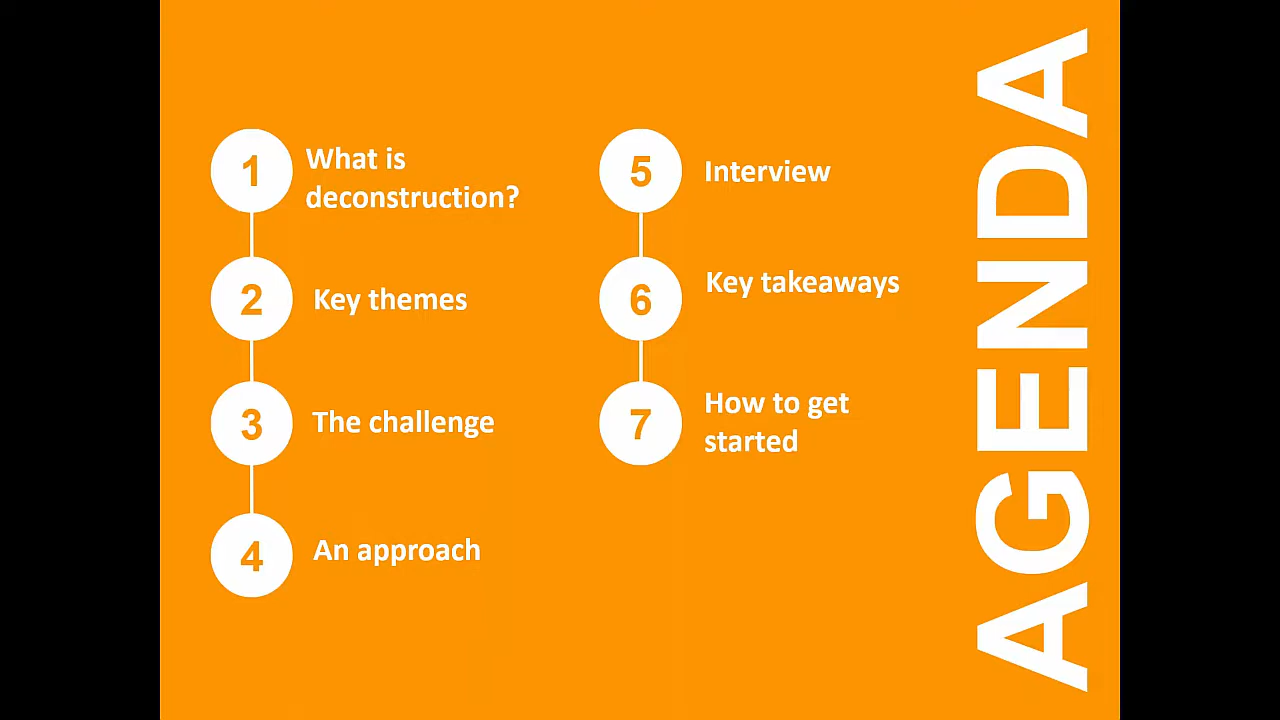 1
What is
deconstruction?
2
Key themes
3
The challenge
4
An approach
5
Interview
6
Key takeaways
7
How to get
started
AGENDA